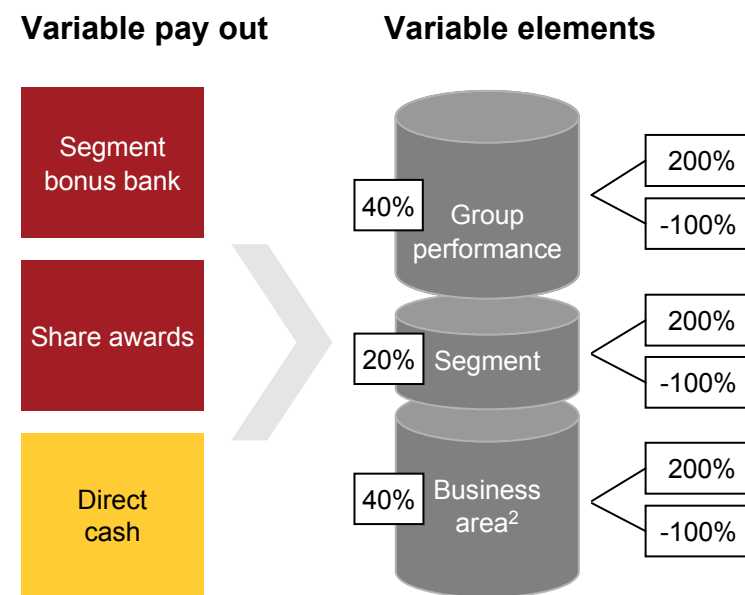 Variable pay out
Variable elements
Segment
bonus bank
Share awards
Direct
cash
40%
Group
performance
200%
-100%
20%
Segment
200%
-100%
40%
Business
area²
200%
-100%